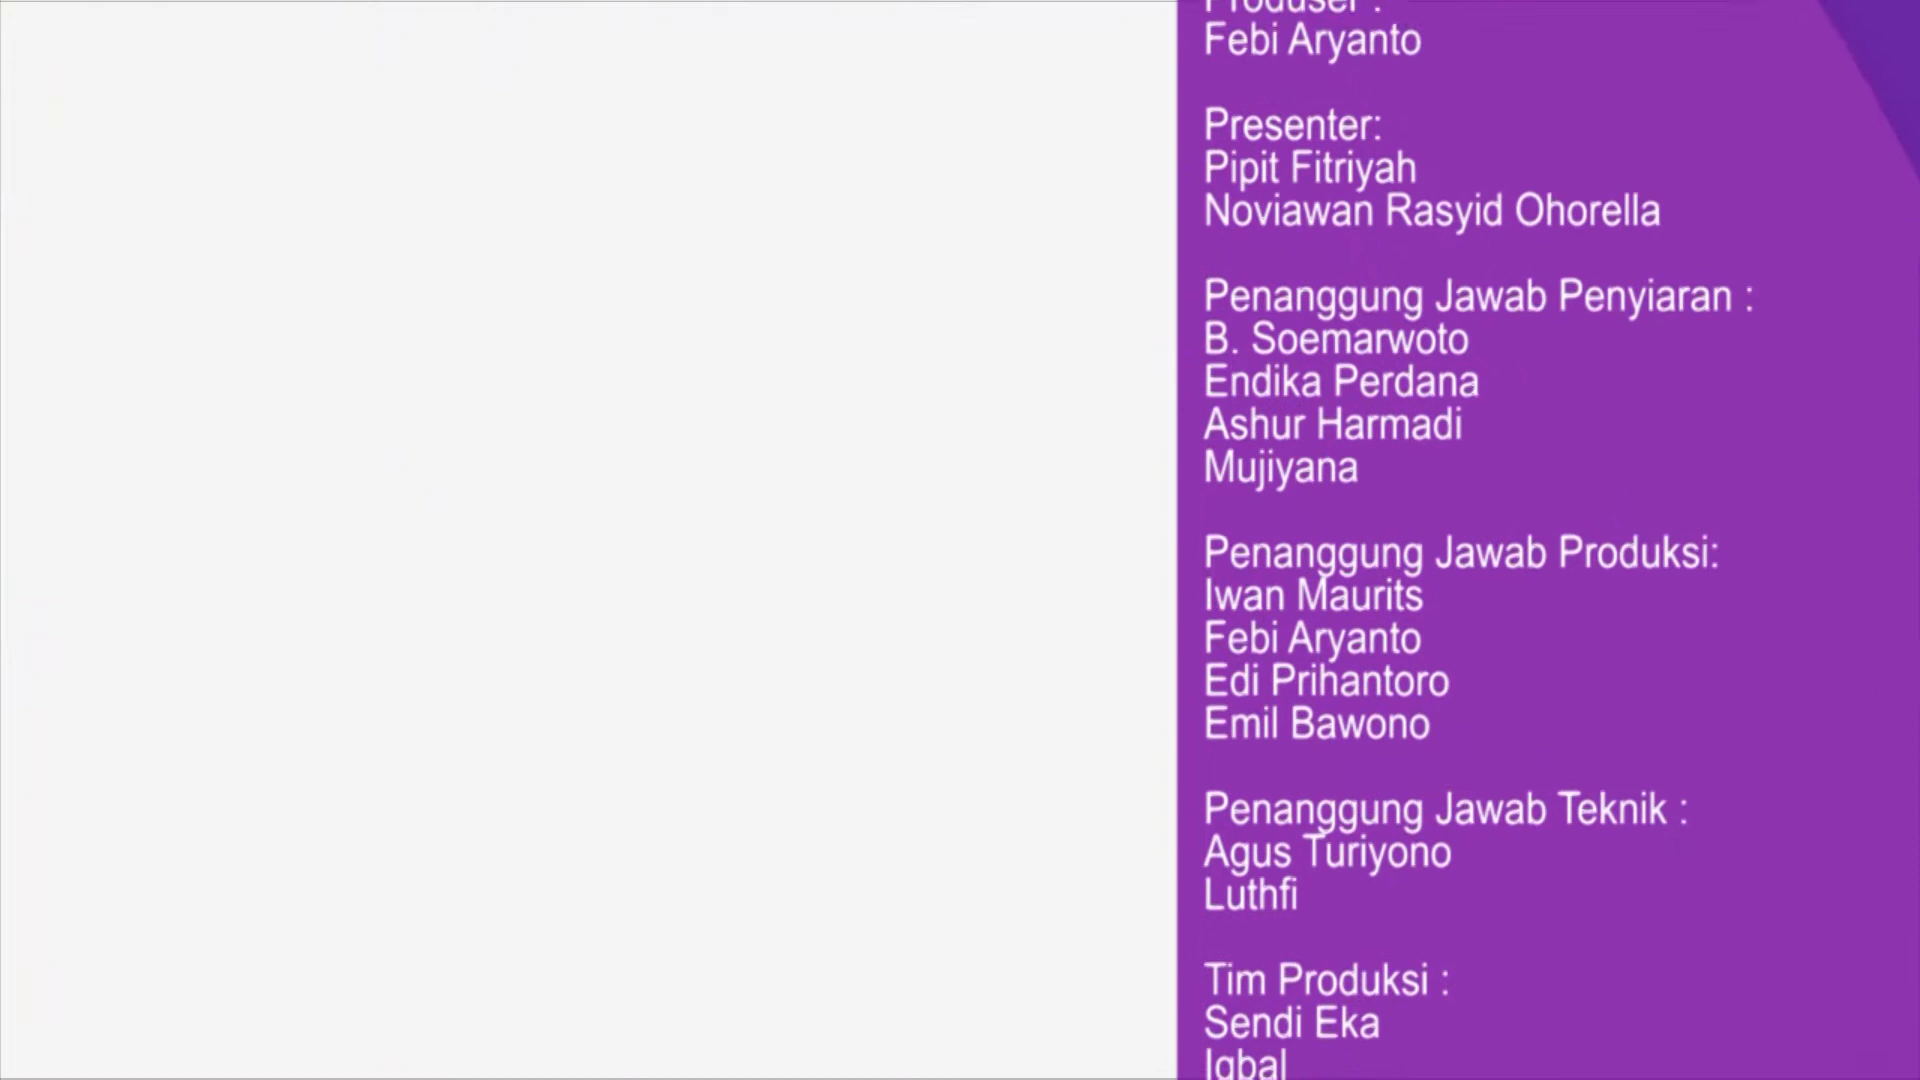 Produser :
Febi Aryanto
Presenter:
Pipit Fitriyah
Noviawan Rasyid Ohorella
Penanggung Jawab Penyiaran :
B. Soemarwoto
Endika Perdana
Ashur Harmadi
Mujiyana
Penanggung Jawab Produksi:
Iwan Maurits
Febi Aryanto
Edi Prihantoro
Emil Bawono
Penanggung Jawab Teknik :
Agus Turiyono
Luthfi
Tim Produksi :
Sendi Eka
Iqbal